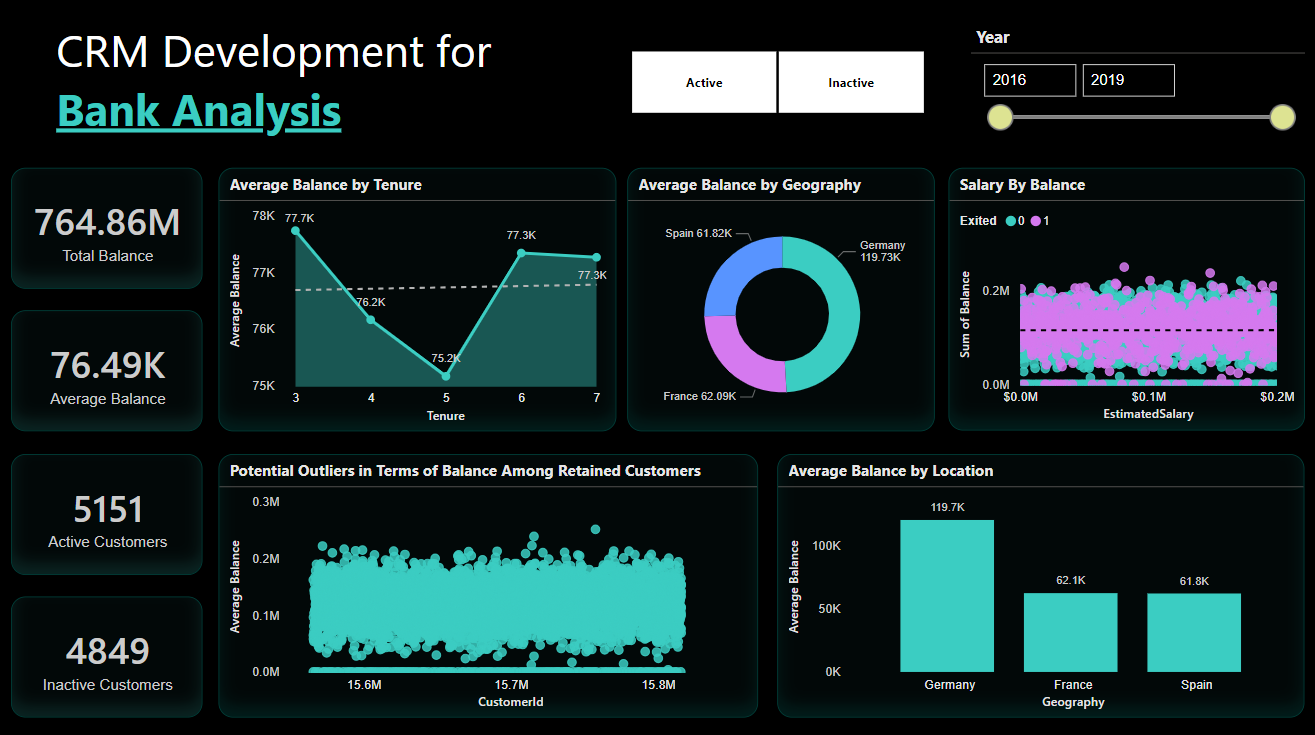 CRM Development for
Bank Analysis
Active
Inactive
Year
2016
2019
764.86M
Total Balance
76.49K
Average Balance
5151
Active Customers
4849
Inactive Customers
Average Balance by Tenure
Average Balance
78K
77K
76K
75K
77.7K
76.2K
75.2K
77.3K
77.3K
3 4 5 6 7
Tenure
Average Balance by Geography
Spain 61.82K
Germany
119.73K
France 62.09K
Salary By Balance
Exited 0 1
Sum of Balance
0.2M
0.0M
$0.0M $0.1M $0.2M
EstimatedSalary
Potential Outliers in Terms of Balance Among Retained Customers
Average Balance
0.3M
0.2M
0.1M
0.0M
15.6M 15.7M 15.8M
CustomerId
Average Balance by Location
Average Balance
100K
50K
0K
119.7K
62.1K
61.8K
Germany France Spain
Geography